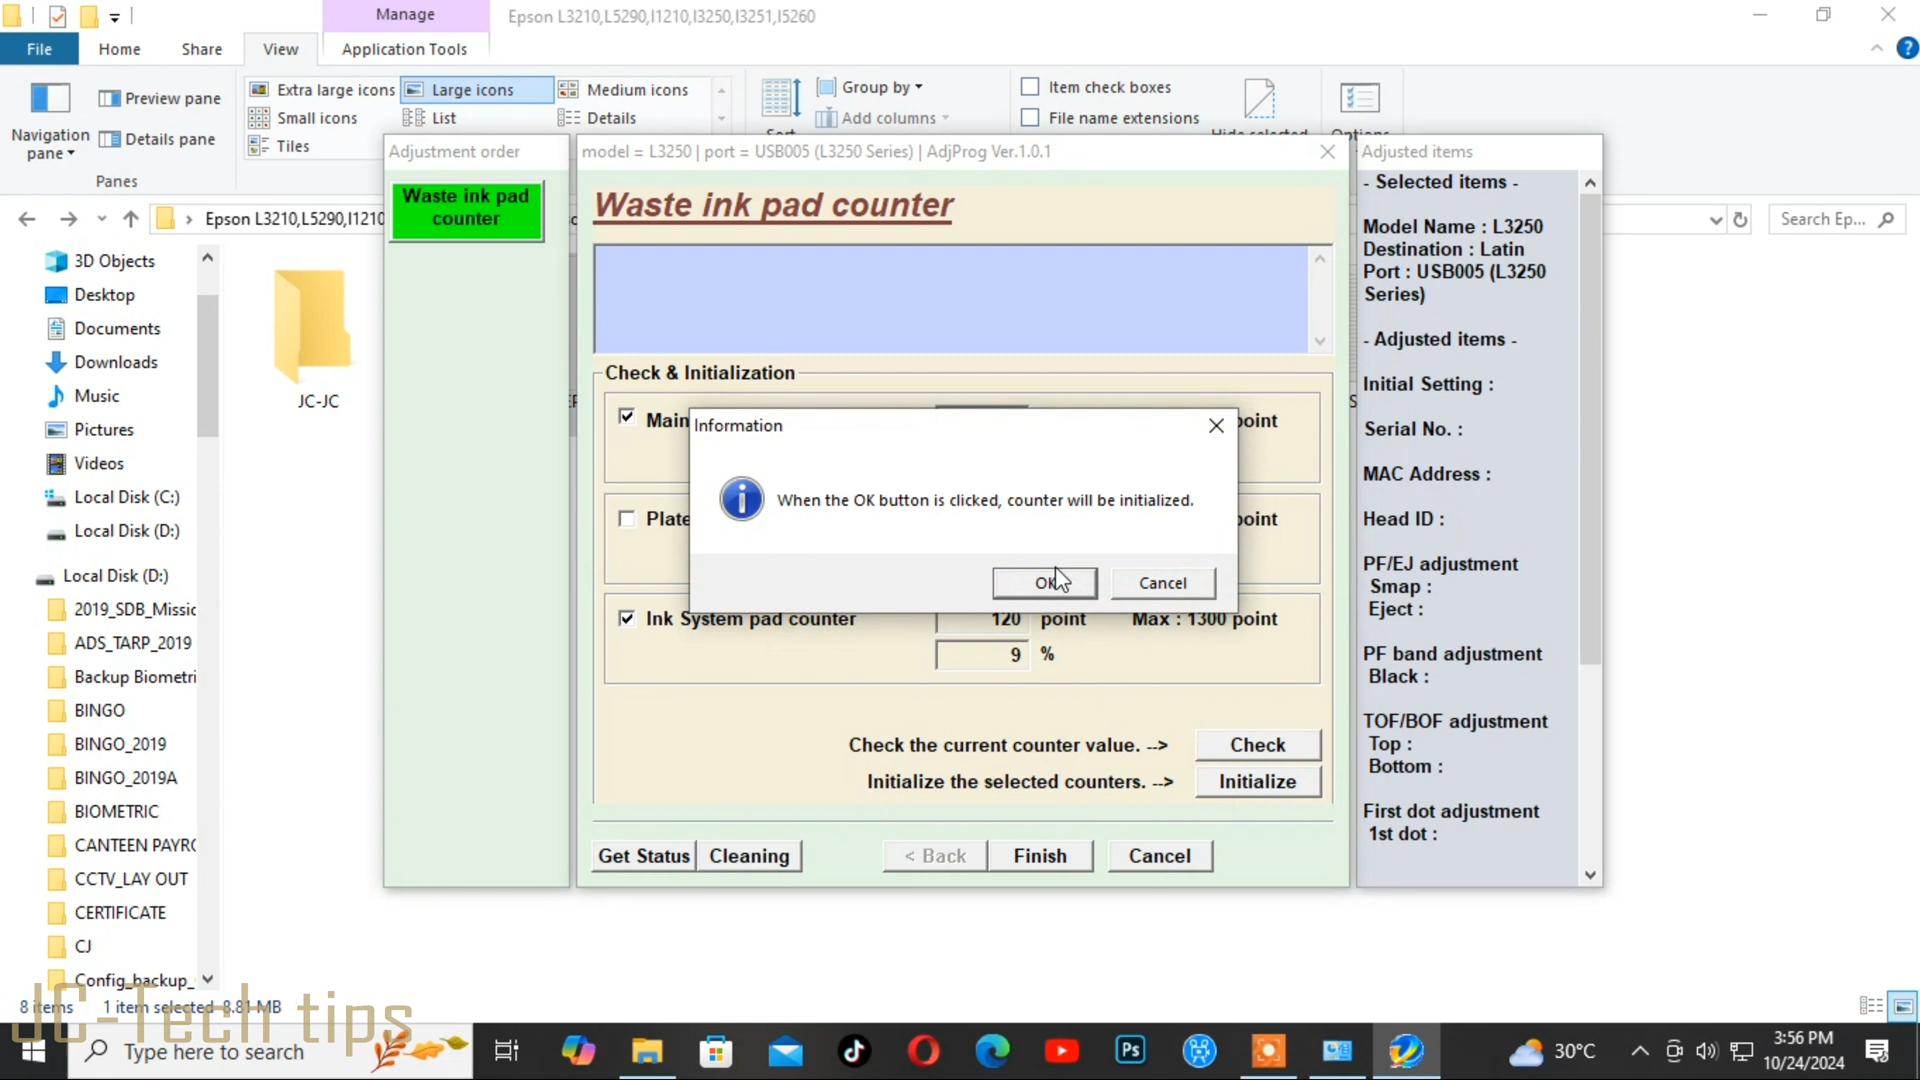 Manage
Epson L3210,L5290,I1210,I3250,I3251,I5260
File
Home
Share
View
Application Tools
Navigation pane
Preview pane
Details pane
Panes
Extra large icons
Large icons
Medium icons
Small icons
List
Details
Tiles
Group by
Add columns
Item check boxes
File name extensions
Epson L3210,L5290,I1210
Search Ep...
3D Objects
Desktop
Documents
Downloads
Music
Pictures
Videos
Local Disk (C:)
Local Disk (D:)
Local Disk (D:)
2019_SDB_Missic
ADS_TARP_2019
Backup Biometri
BINGO
BINGO_2019
BINGO_2019A
BIOMETRIC
CANTEEN PAYRC
CCTV_LAY OUT
CERTIFICATE
CJ
Config_backup_
JC-JC
8 items
1 item selected 8.81 MB
Adjustment order
Waste ink pad
counter
model = L3250 | port = USB005 (L3250 Series) | AdjProg Ver.1.0.1
Waste ink pad counter
Check & Initialization
Main
point
Plate
point
Ink System pad counter
120 point
Max : 1300 point
9 %
Check the current counter value. -->
Check
Initialize the selected counters. -->
Initialize
Get Status
Cleaning
< Back
Finish
Cancel
Information
When the OK button is clicked, counter will be initialized.
OK
Cancel
Adjusted items
- Selected items -
Model Name : L3250
Destination : Latin
Port : USB005 (L3250
Series)
- Adjusted items -
Initial Setting :
Serial No. :
MAC Address :
Head ID :
PF/EJ adjustment
Smap :
Eject :
PF band adjustment
Black :
TOF/BOF adjustment
Top :
Bottom :
First dot adjustment
1st dot :
JC-Tech tips
Type here to search
Ps
30°C
3:56 PM
10/24/2024